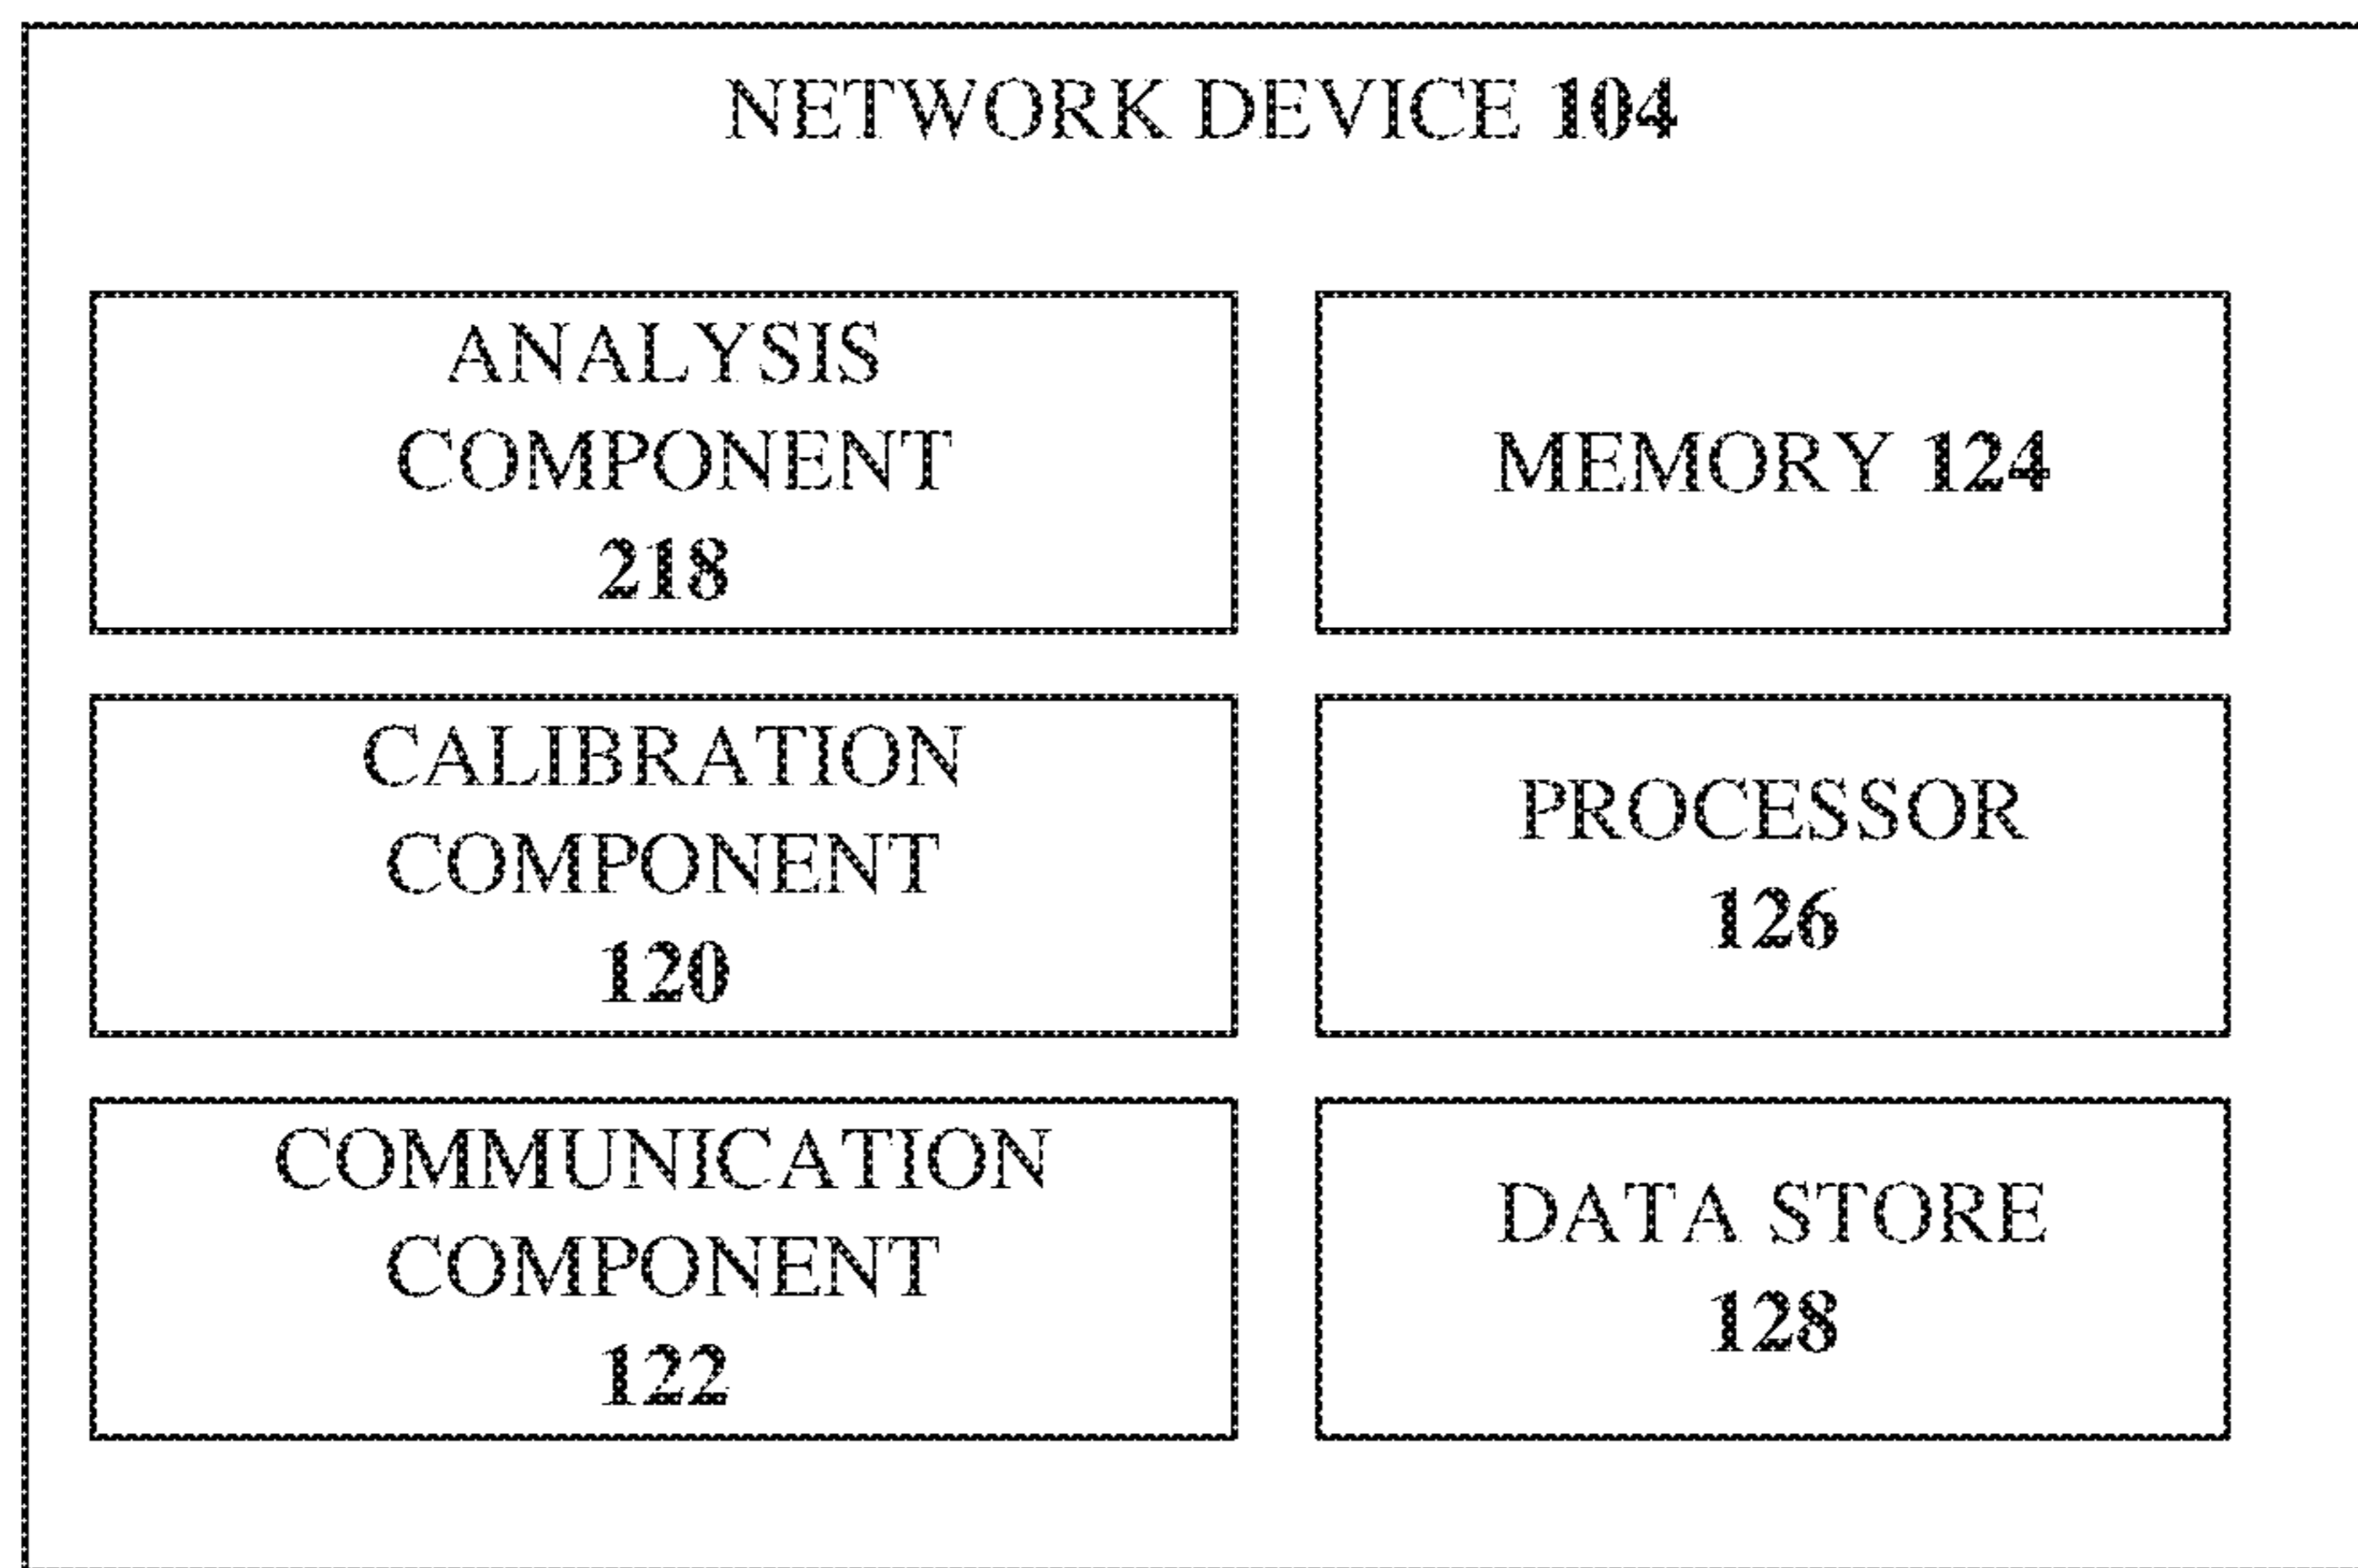 NETWORK DEVICE 104
ANALYSIS
COMPONENT
218
MEMORY 124
CALIBRATION
COMPONENT
120
PROCESSOR
126
COMMUNICATION
COMPONENT
122
DATA STORE
128